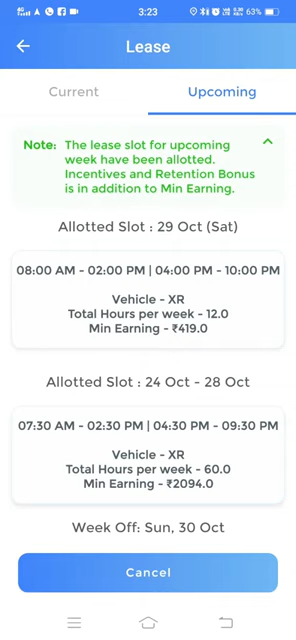 3:23
63%
Lease
Current
Upcoming
Note: The lease slot for upcoming
week have been allotted.
Incentives and Retention Bonus
is in addition to Min Earning.
Allotted Slot : 29 Oct (Sat)
08:00 AM - 02:00 PM | 04:00 PM - 10:00 PM
Vehicle - XR
Total Hours per week - 12.0
Min Earning - ₹419.0
Allotted Slot : 24 Oct - 28 Oct
07:30 AM - 02:30 PM | 04:30 PM - 09:30 PM
Vehicle - XR
Total Hours per week - 60.0
Min Earning - ₹2094.0
Week Off: Sun, 30 Oct
Cancel